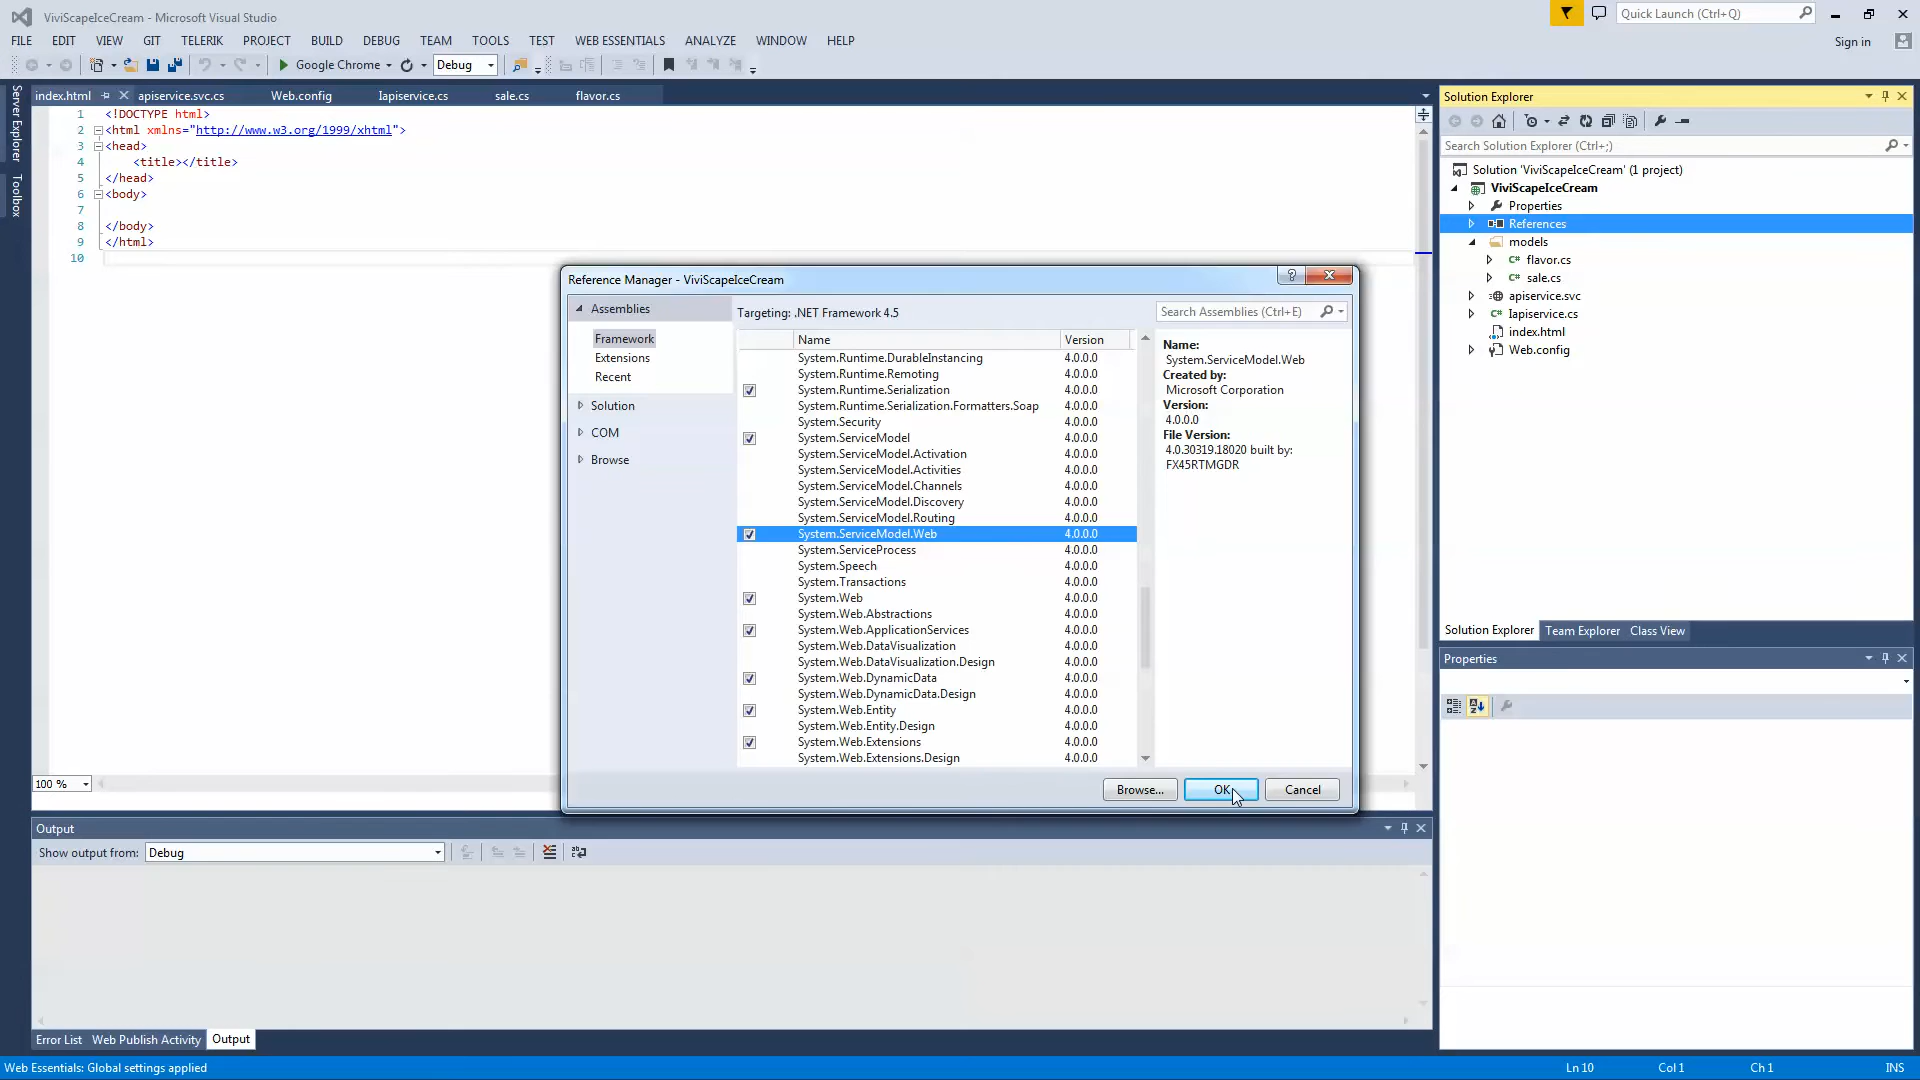 ViviScapeIceCream - Microsoft Visual Studio
Quick Launch (Ctrl+Q)
FILE EDIT VIEW GIT TELERIK PROJECT BUILD DEBUG TEAM TOOLS TEST WEB ESSENTIALS ANALYZE WINDOW HELP
Sign in
Google Chrome
Debug
Server Explorer
Toolbox
index.html apiservice.svc.cs Web.config Iapiservice.cs sale.cs flavor.cs
1 <!DOCTYPE html>
2 <html xmlns="http://www.w3.org/1999/xhtml">
3 <head>
4 <title></title>
5 </head>
6 <body>
7
8 </body>
9 </html>
10
100 %
Reference Manager - ViviScapeIceCream
Assemblies
Framework
Extensions
Recent
Solution
COM
Browse
Targeting: .NET Framework 4.5
Search Assemblies (Ctrl+E)
Name Version
System.Runtime.DurableInstancing 4.0.0.0
System.Runtime.Remoting 4.0.0.0
System.Runtime.Serialization 4.0.0.0
System.Runtime.Serialization.Formatters.Soap 4.0.0.0
System.Security 4.0.0.0
System.ServiceModel 4.0.0.0
System.ServiceModel.Activation 4.0.0.0
System.ServiceModel.Activities 4.0.0.0
System.ServiceModel.Channels 4.0.0.0
System.ServiceModel.Discovery 4.0.0.0
System.ServiceModel.Routing 4.0.0.0
System.ServiceModel.Web 4.0.0.0
System.ServiceProcess 4.0.0.0
System.Speech 4.0.0.0
System.Transactions 4.0.0.0
System.Web 4.0.0.0
System.Web.Abstractions 4.0.0.0
System.Web.ApplicationServices 4.0.0.0
System.Web.DataVisualization 4.0.0.0
System.Web.DataVisualization.Design 4.0.0.0
System.Web.DynamicData 4.0.0.0
System.Web.DynamicData.Design 4.0.0.0
System.Web.Entity 4.0.0.0
System.Web.Entity.Design 4.0.0.0
System.Web.Extensions 4.0.0.0
System.Web.Extensions.Design 4.0.0.0
Name:
System.ServiceModel.Web
Created by:
Microsoft Corporation
Version:
4.0.0.0
File Version:
4.0.30319.18020 built by:
FX45RTMGDR
Browse... OK Cancel
Solution Explorer
Search Solution Explorer (Ctrl+;)
Solution 'ViviScapeIceCream' (1 project)
ViviScapeIceCream
Properties
References
models
C# flavor.cs
C# sale.cs
apiservice.svc
C# Iapiservice.cs
index.html
Web.config
Solution Explorer Team Explorer Class View
Properties
Output
Show output from: Debug
Error List Web Publish Activity Output
Web Essentials: Global settings applied
Ln 10 Col 1 Ch 1 INS